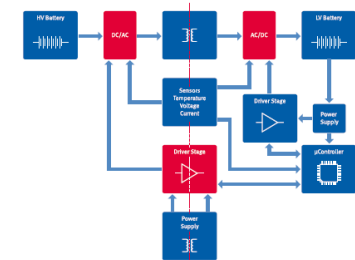 HV Battery
DC/AC
AC/DC
LV Battery
Sensors
Temperature
Voltage
Current
Driver Stage
Power
Supply
Driver Stage
µController
Power
Supply